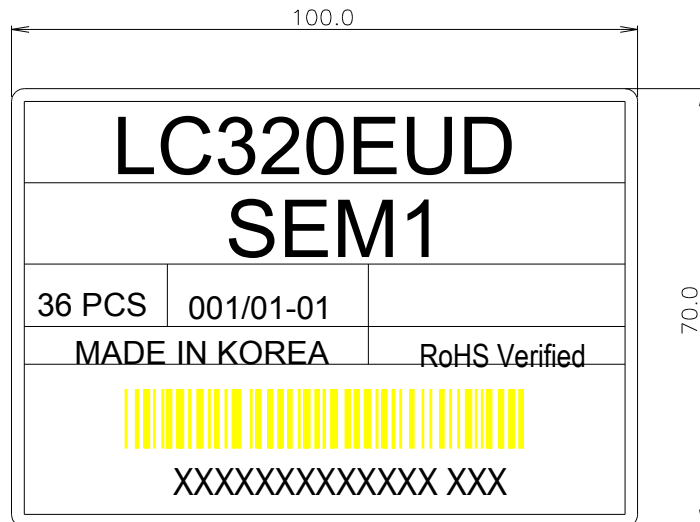 100.0
LC320EUD
SEM1
36 PCS 001/01-01
70.0
MADE IN KOREA RoHS Verified
XXXXXXXXXXXXX XXX